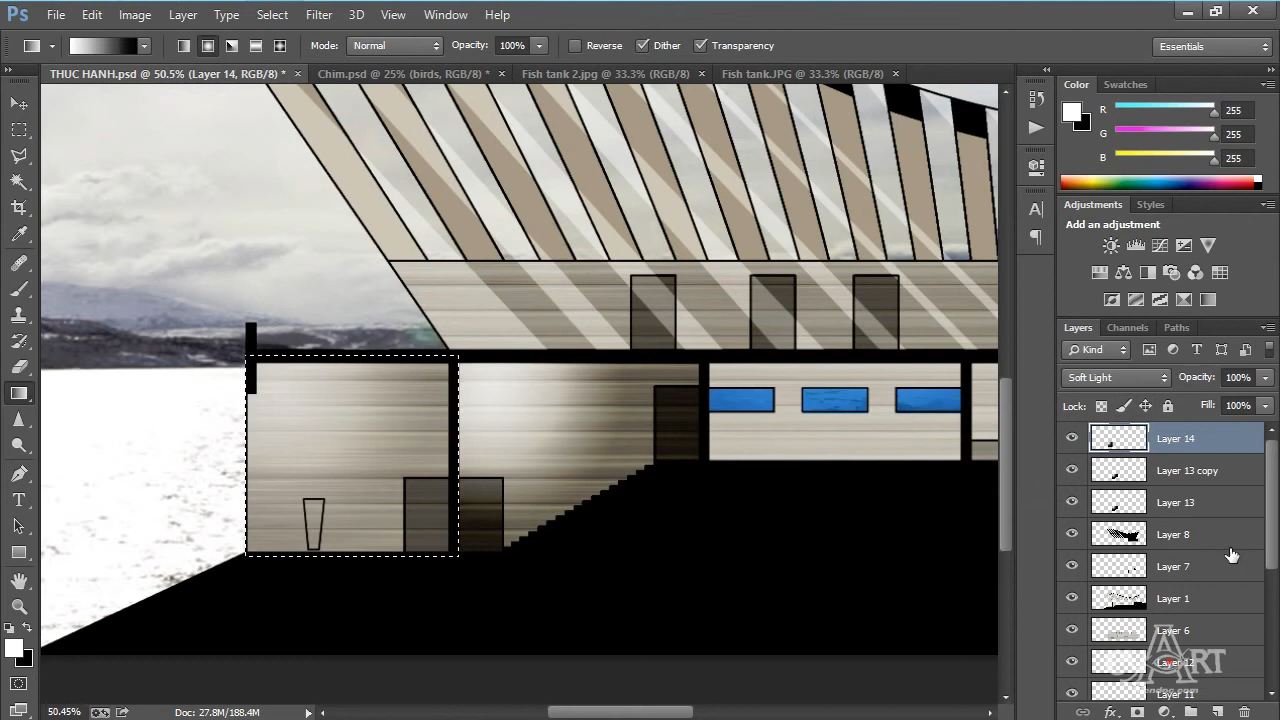 Ps File Edit Image Layer Type Select Filter 3D View Window Help
Mode: Normal Opacity: 100% Reverse Dither Transparency Essentials
THUC HANH.psd @ 50.5% (Layer 14, RGB/8) * × Chim.psd @ 25% (birds, RGB/8) * × Fish tank 2.jpg @ 33.3% (RGB/8) × Fish tank.JPG @ 33.3% (RGB/8) ×
Color Swatches
R 255
G 255
B 255
Adjustments Styles
Add an adjustment
Layers Channels Paths
Kind
Soft Light Opacity: 100%
Lock: Fill: 100%
Layer 14
Layer 13 copy
Layer 13
Layer 8
Layer 7
Layer 1
Layer 6
Layer 12
ART
Layer 11
50.45% Doc: 27.8M/188.4M